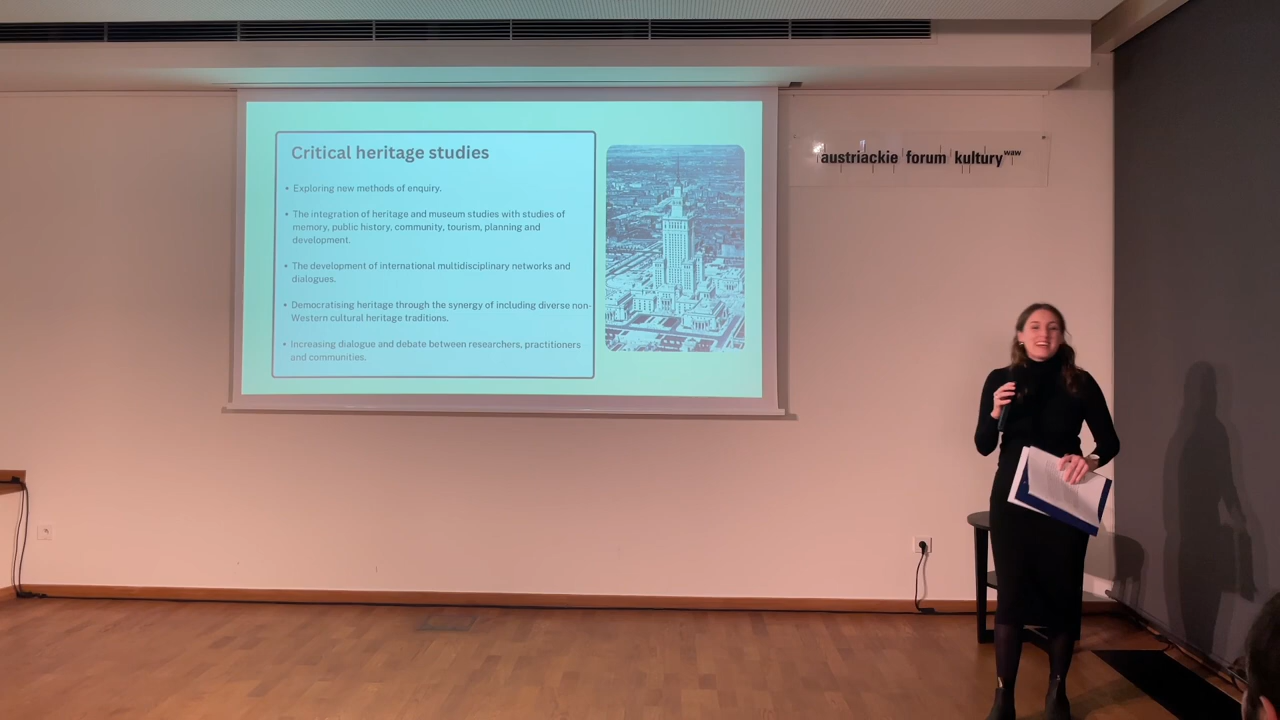 Critical heritage studies
• Exploring new methods of enquiry.
• The integration of heritage and museum studies with studies of
memory, public history, community, tourism, planning and
development.
• The development of international multidisciplinary networks and
dialogues.
• Democratising heritage through the synergy of including diverse non-
Western cultural heritage traditions.
• Increasing dialogue and debate between researchers, practitioners
and communities.
austriackie forum kultury waw